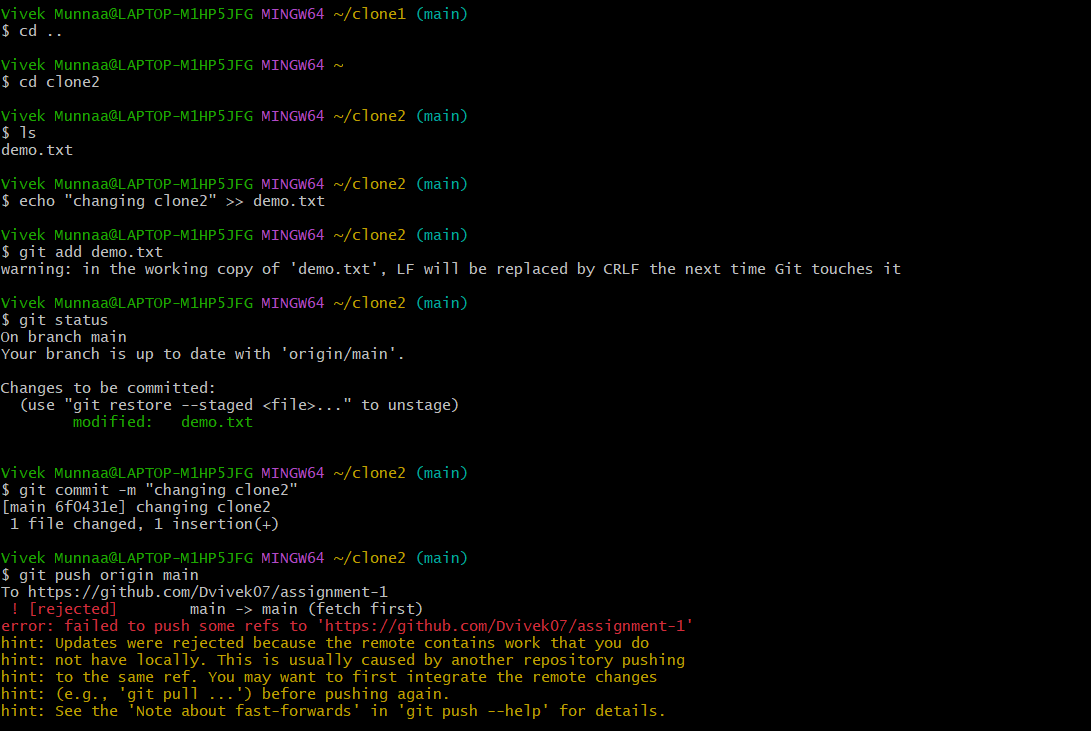 Vivek Munnaa@LAPTOP-M1HP5JFG MINGW64 ~/clone1 (main)
$ cd ..
Vivek Munnaa@LAPTOP-M1HP5JFG MINGW64 ~
$ cd clone2
Vivek Munnaa@LAPTOP-M1HP5JFG MINGW64 ~/clone2 (main)
$ ls
demo.txt
Vivek Munnaa@LAPTOP-M1HP5JFG MINGW64 ~/clone2 (main)
$ echo "changing clone2" >> demo.txt
Vivek Munnaa@LAPTOP-M1HP5JFG MINGW64 ~/clone2 (main)
$ git add demo.txt
warning: in the working copy of 'demo.txt', LF will be replaced by CRLF the next time Git touches it
Vivek Munnaa@LAPTOP-M1HP5JFG MINGW64 ~/clone2 (main)
$ git status
On branch main
Your branch is up to date with 'origin/main'.
Changes to be committed:
  (use "git restore --staged <file>..." to unstage)
        modified:   demo.txt
Vivek Munnaa@LAPTOP-M1HP5JFG MINGW64 ~/clone2 (main)
$ git commit -m "changing clone2"
[main 6f0431e] changing clone2
 1 file changed, 1 insertion(+)
Vivek Munnaa@LAPTOP-M1HP5JFG MINGW64 ~/clone2 (main)
$ git push origin main
To https://github.com/Dvivek07/assignment-1
 ! [rejected]        main -> main (fetch first)
error: failed to push some refs to 'https://github.com/Dvivek07/assignment-1'
hint: Updates were rejected because the remote contains work that you do
hint: not have locally. This is usually caused by another repository pushing
hint: to the same ref. You may want to first integrate the remote changes
hint: (e.g., 'git pull ...') before pushing again.
hint: See the 'Note about fast-forwards' in 'git push --help' for details.